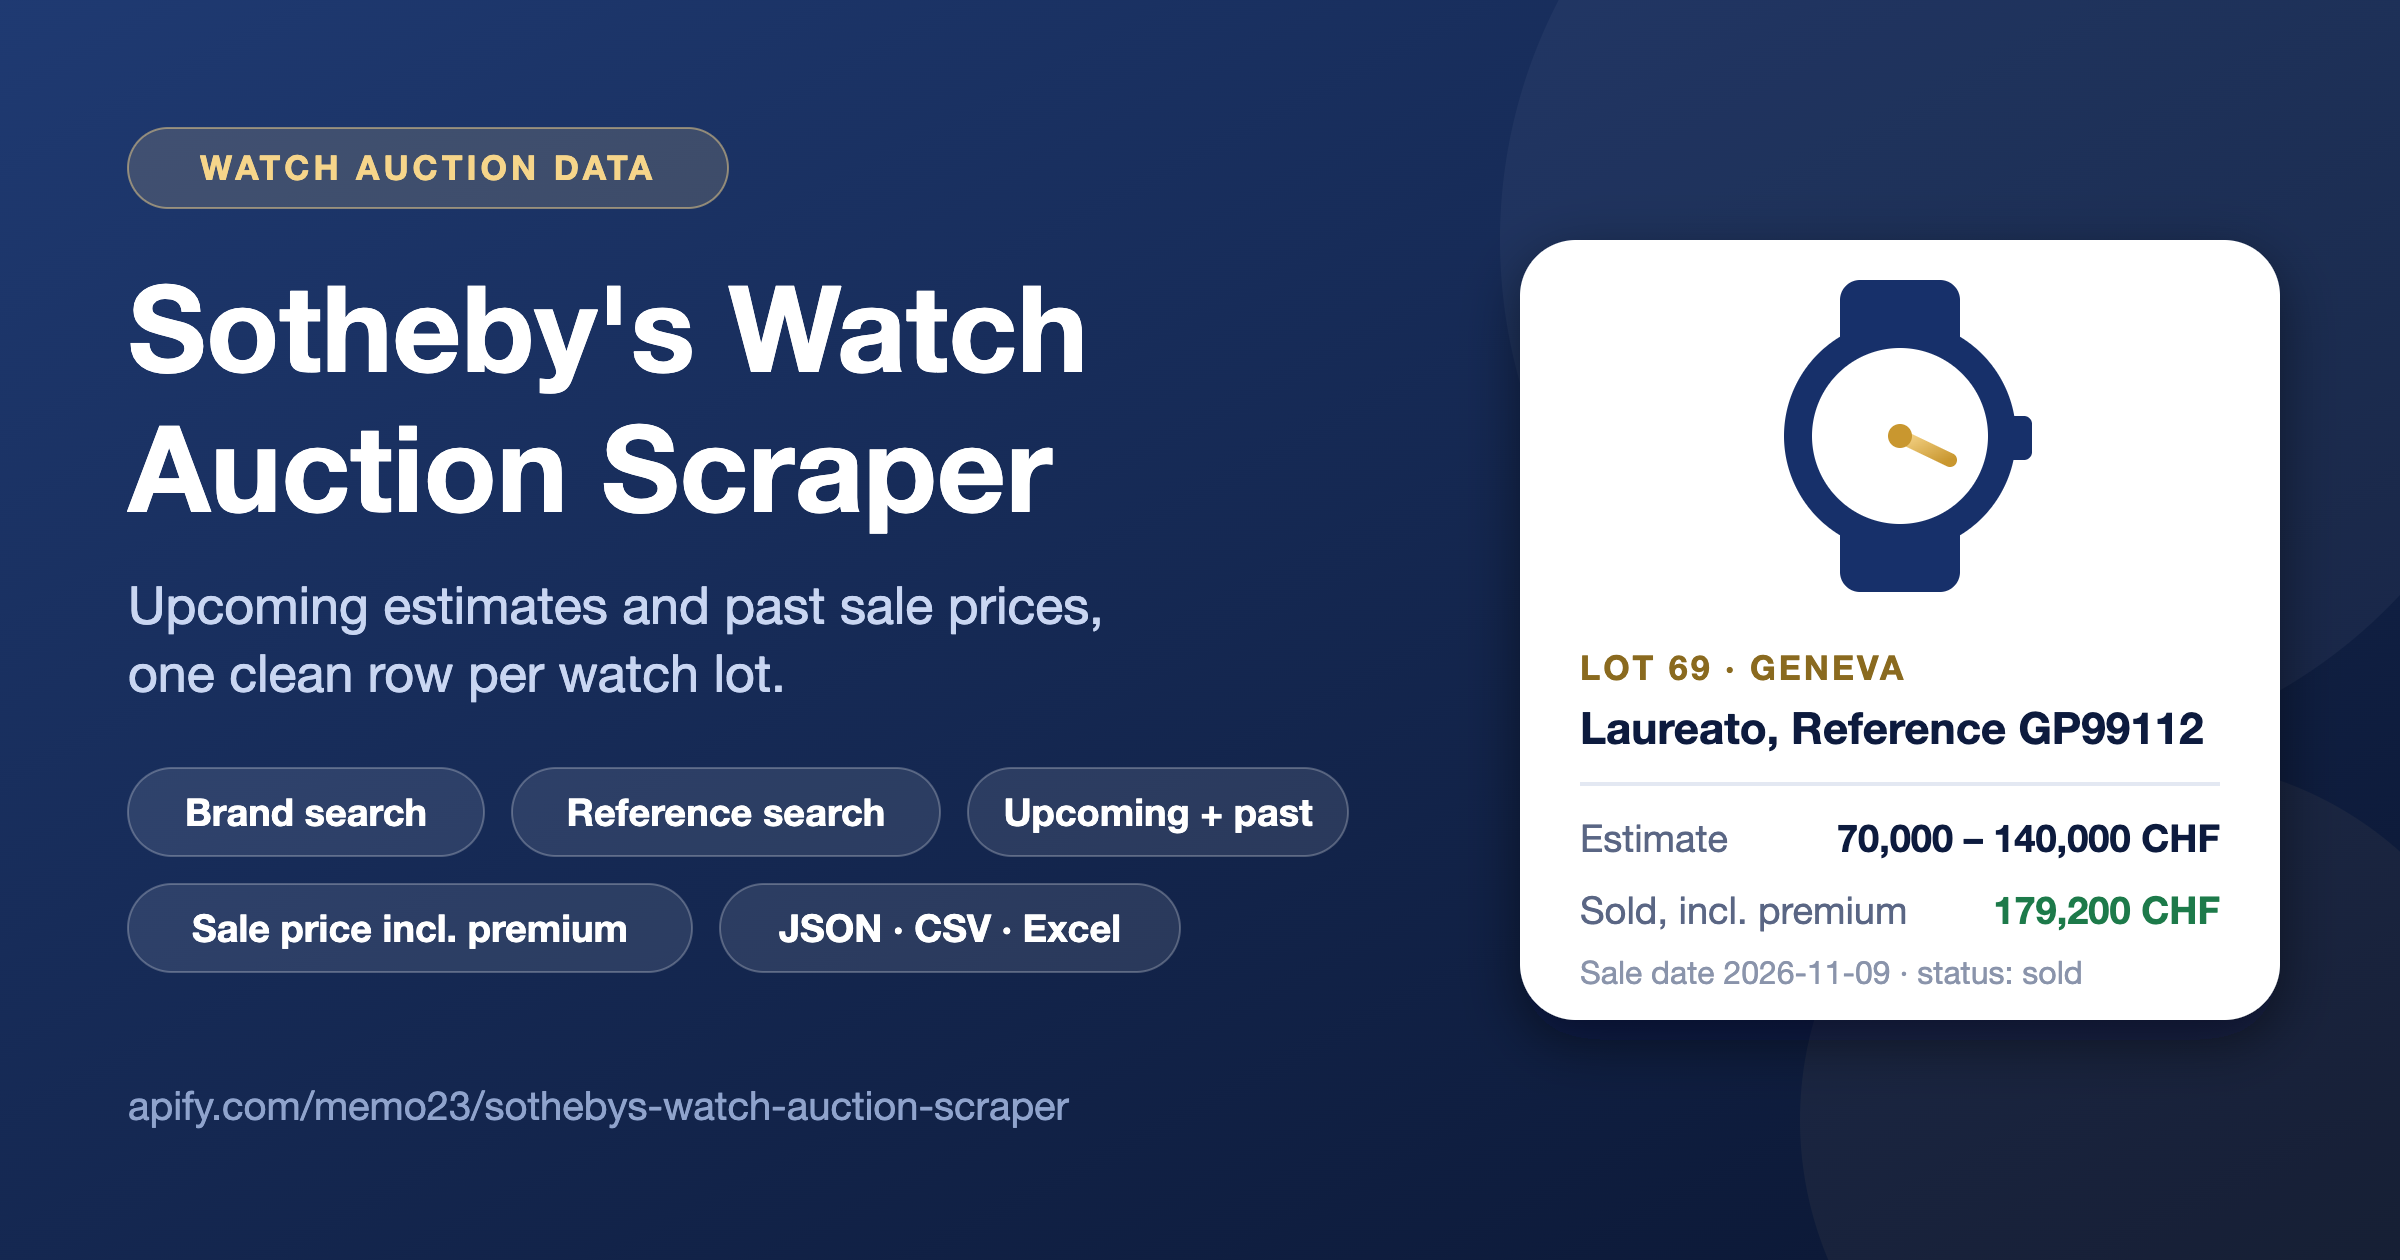 WATCH AUCTION DATA
Sotheby's Watch
Auction Scraper
Upcoming estimates and past sale prices,
one clean row per watch lot.
Brand search
Reference search
Upcoming + past
Sale price incl. premium
JSON · CSV · Excel
apify.com/memo23/sothebys-watch-auction-scraper
LOT 69 · GENEVA
Laureato, Reference GP99112
Estimate 70,000 – 140,000 CHF
Sold, incl. premium 179,200 CHF
Sale date 2026-11-09 · status: sold